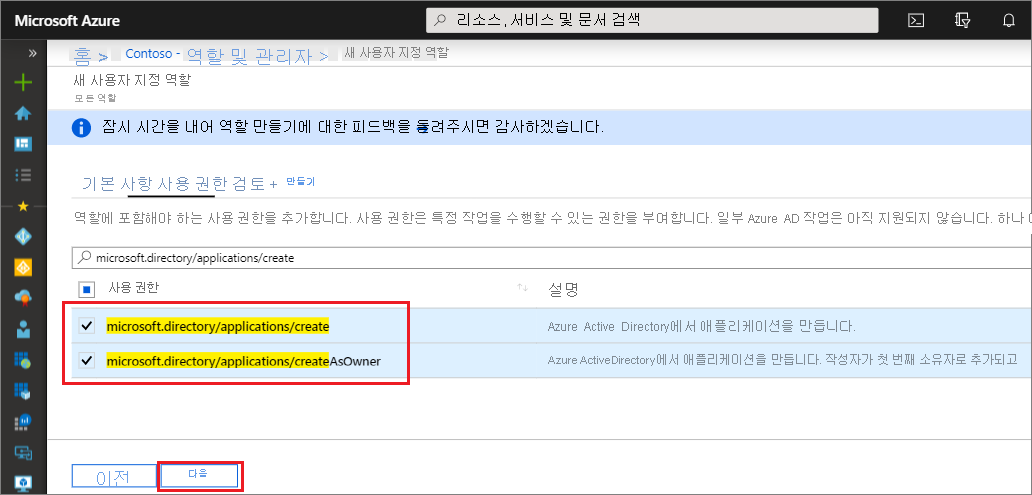 Microsoft Azure
리소스, 서비스 및 문서 검색
홈 > Contoso - 역할 및 관리자 > 새 사용자 지정 역할
새 사용자 지정 역할
모든 역할
잠시 시간을 내어 역할 만들기에 대한 피드백을 들려주시면 감사하겠습니다.
기본 사항 사용 권한 검토 + 만들기
역할에 포함해야 하는 사용 권한을 추가합니다. 사용 권한은 특정 작업을 수행할 수 있는 권한을 부여합니다. 일부 Azure AD 작업은 아직 지원되지 않습니다. 하나
microsoft.directory/applications/create
사용 권한 설명
microsoft.directory/applications/create Azure Active Directory에서 애플리케이션을 만듭니다.
microsoft.directory/applications/createAsOwner Azure ActiveDirectory에서 애플리케이션을 만듭니다. 작성자가 첫 번째 소유자로 추가되고
이전 다음